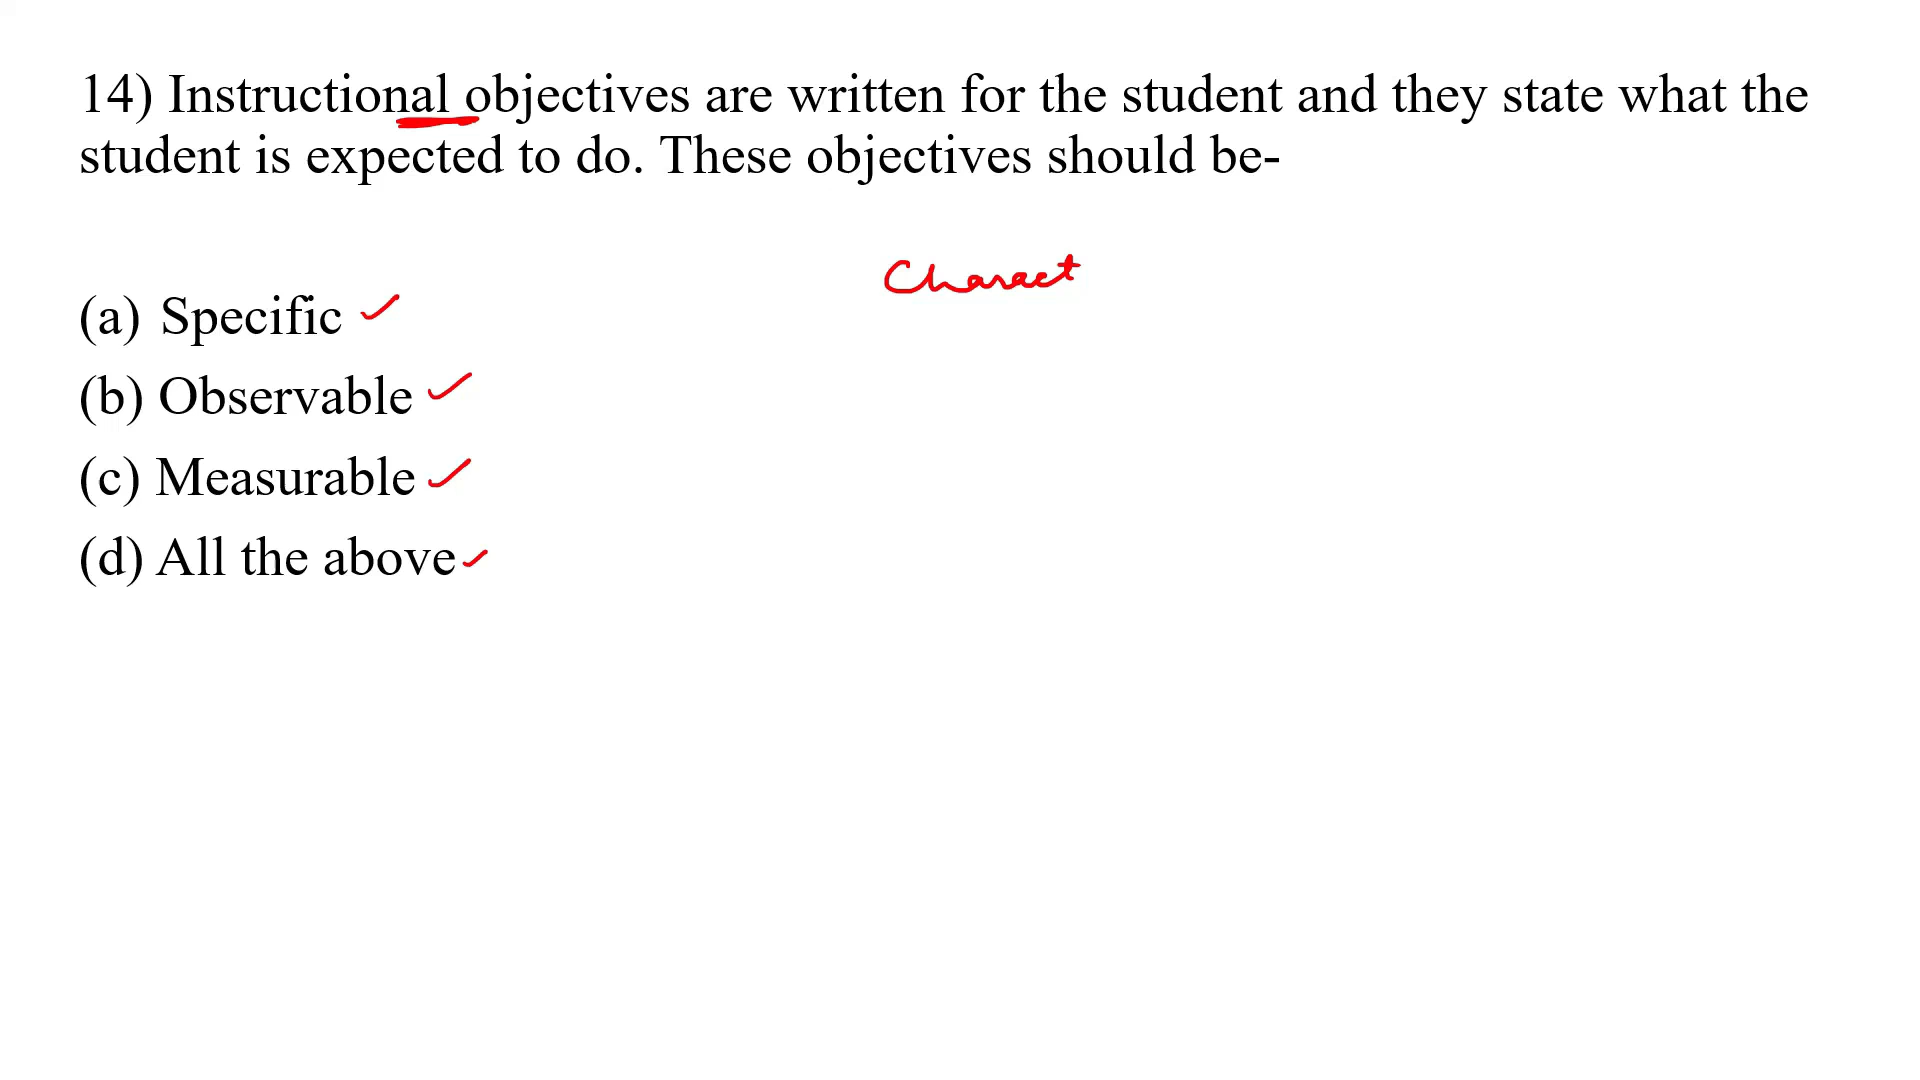 14) Instructional objectives are written for the student and they state what the
student is expected to do. These objectives should be-
Charact
(a) Specific
(b) Observable
(c) Measurable
(d) All the above